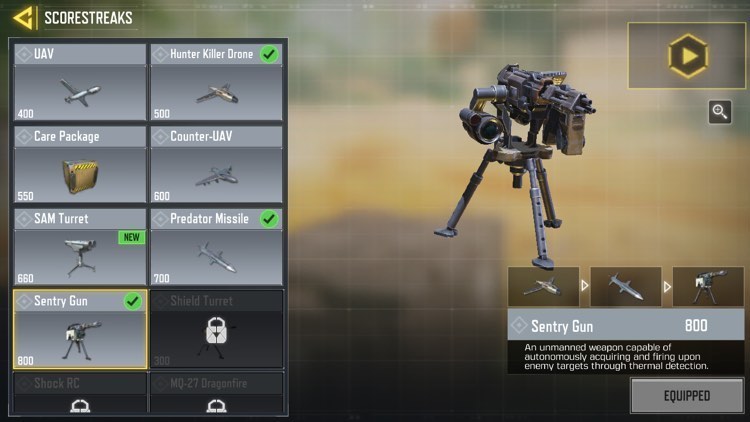 SCORESTREAKS
UAV
400
Hunter Killer Drone
500
Care Package
550
Counter-UAV
600
SAM Turret
NEW
660
Predator Missile
700
Sentry Gun
800
Shield Turret
300
Shock RC
MQ-27 Dragonfire
Sentry Gun 800
An unmanned weapon capable of
autonomously acquiring and firing upon
enemy targets through thermal detection.
EQUIPPED